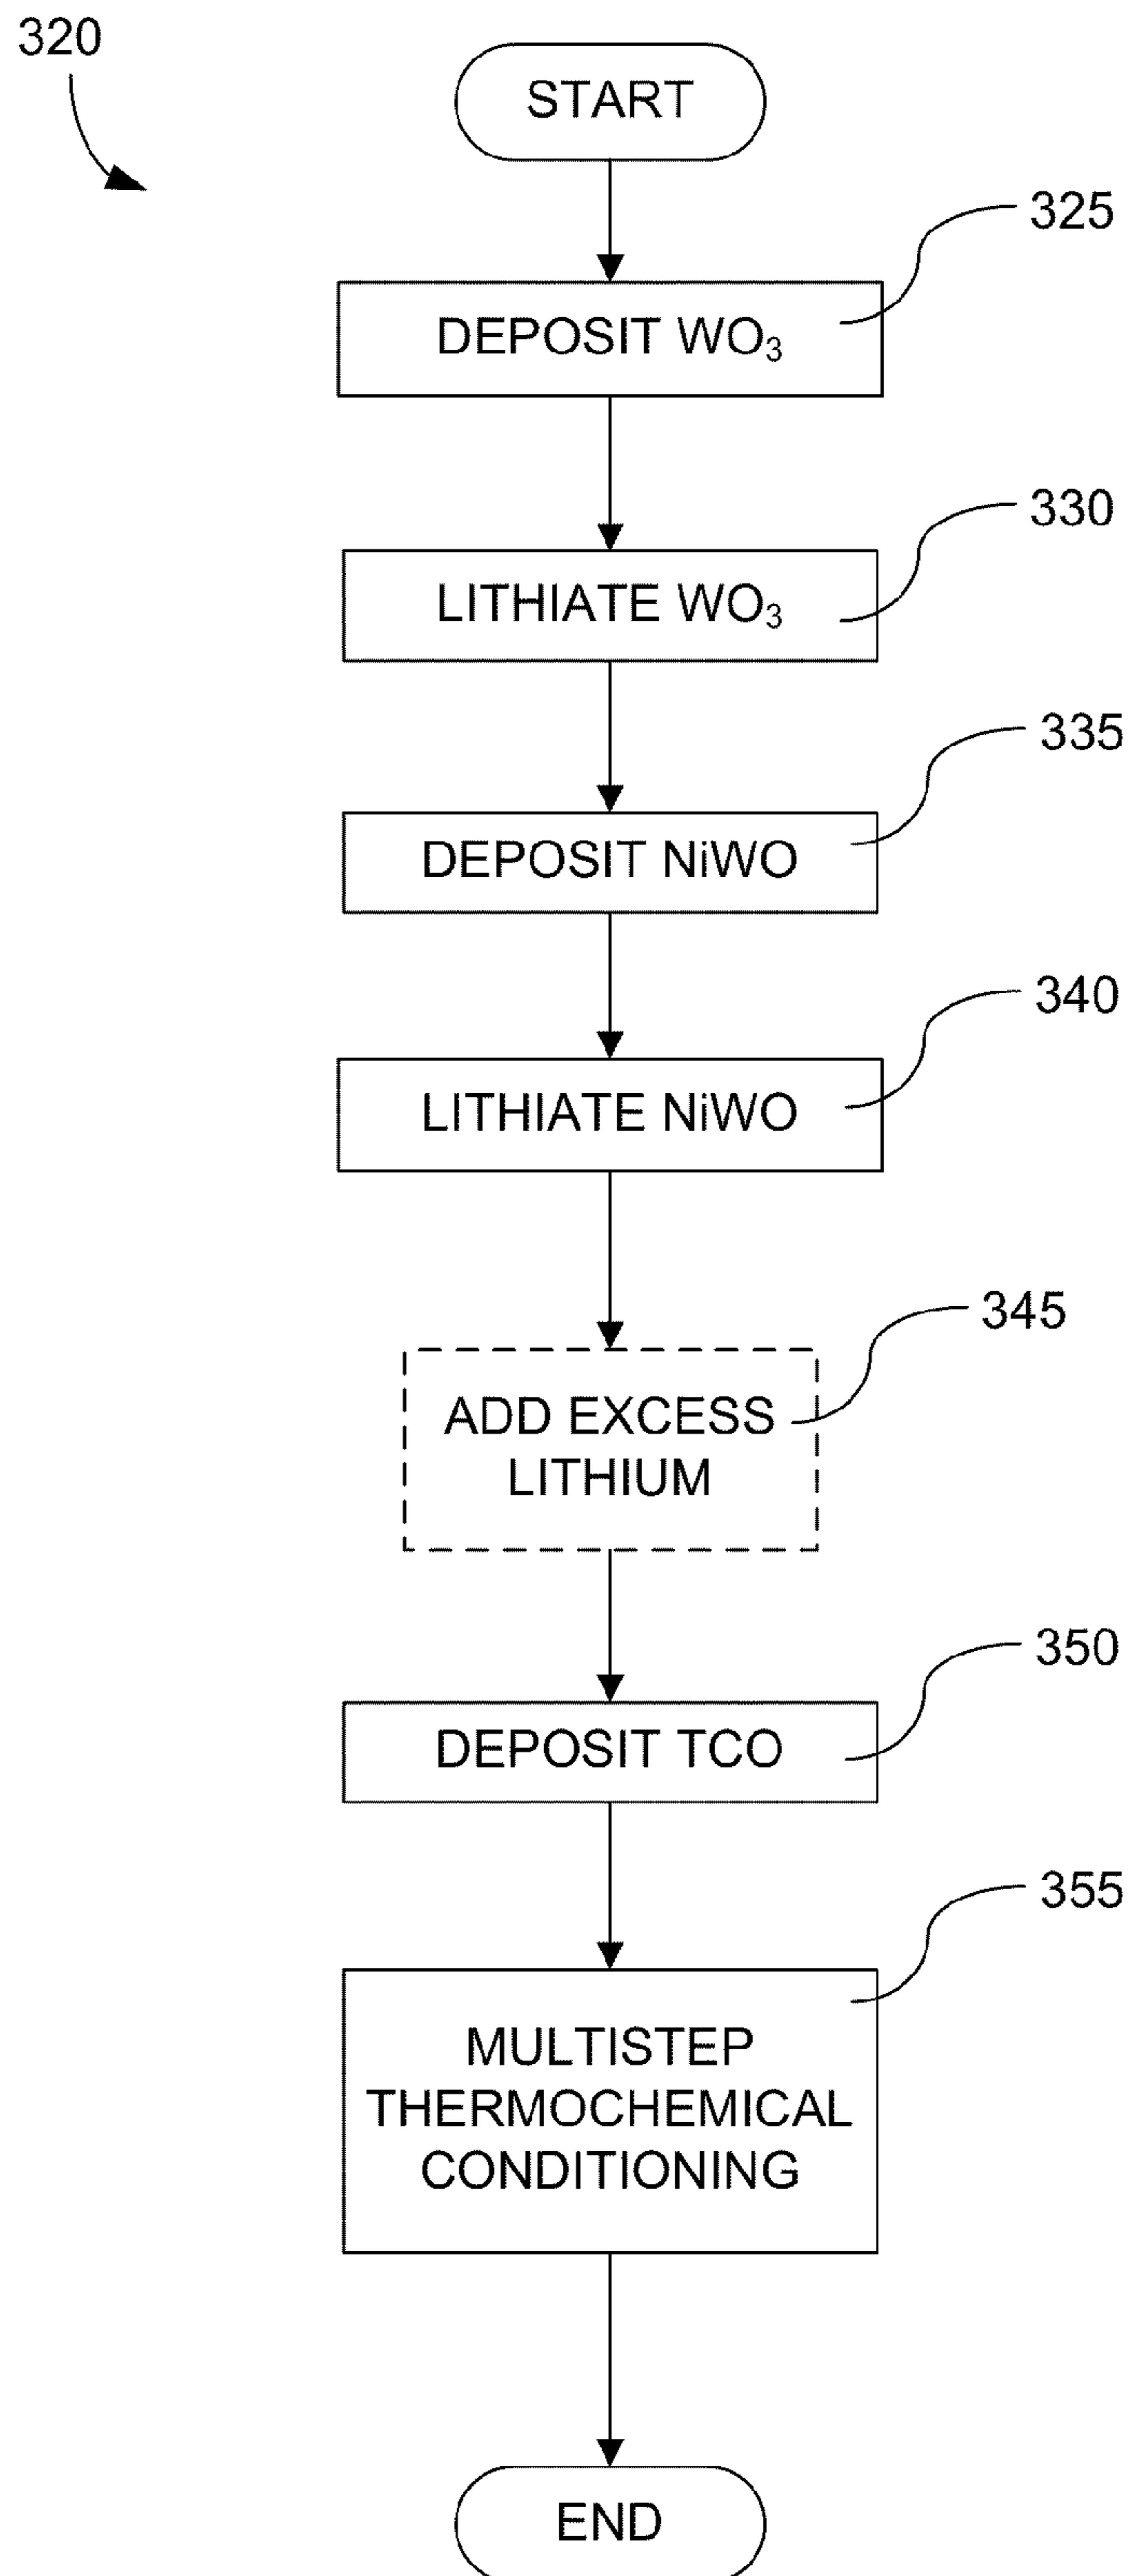 320
START
325
DEPOSIT WO₃
330
LITHIATE WO₃
335
DEPOSIT NiWO
340
LITHIATE NiWO
345
ADD EXCESS
LITHIUM
350
DEPOSIT TCO
355
MULTISTEP
THERMOCHEMICAL
CONDITIONING
END